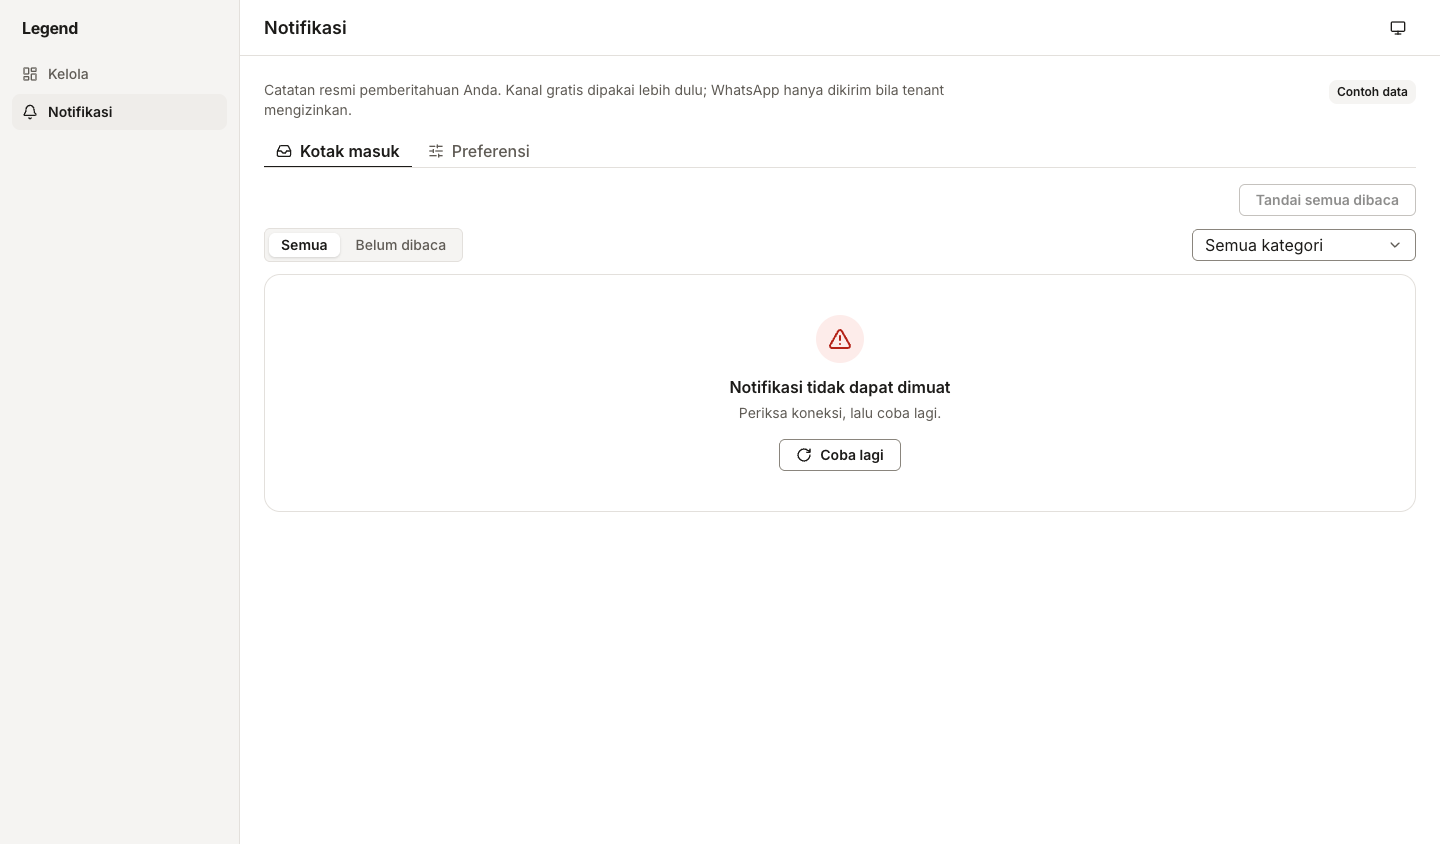 Legend
Kelola
Notifikasi
Notifikasi
Catatan resmi pemberitahuan Anda. Kanal gratis dipakai lebih dulu; WhatsApp hanya dikirim bila tenant
mengizinkan.
Contoh data
Kotak masuk
Preferensi
Tandai semua dibaca
Semua
Belum dibaca
Semua kategori
Notifikasi tidak dapat dimuat
Periksa koneksi, lalu coba lagi.
Coba lagi